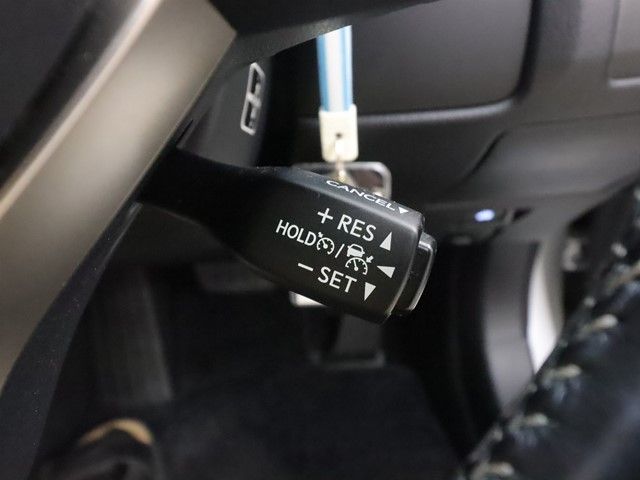 CANCEL
+ RES
HOLD /
− SET